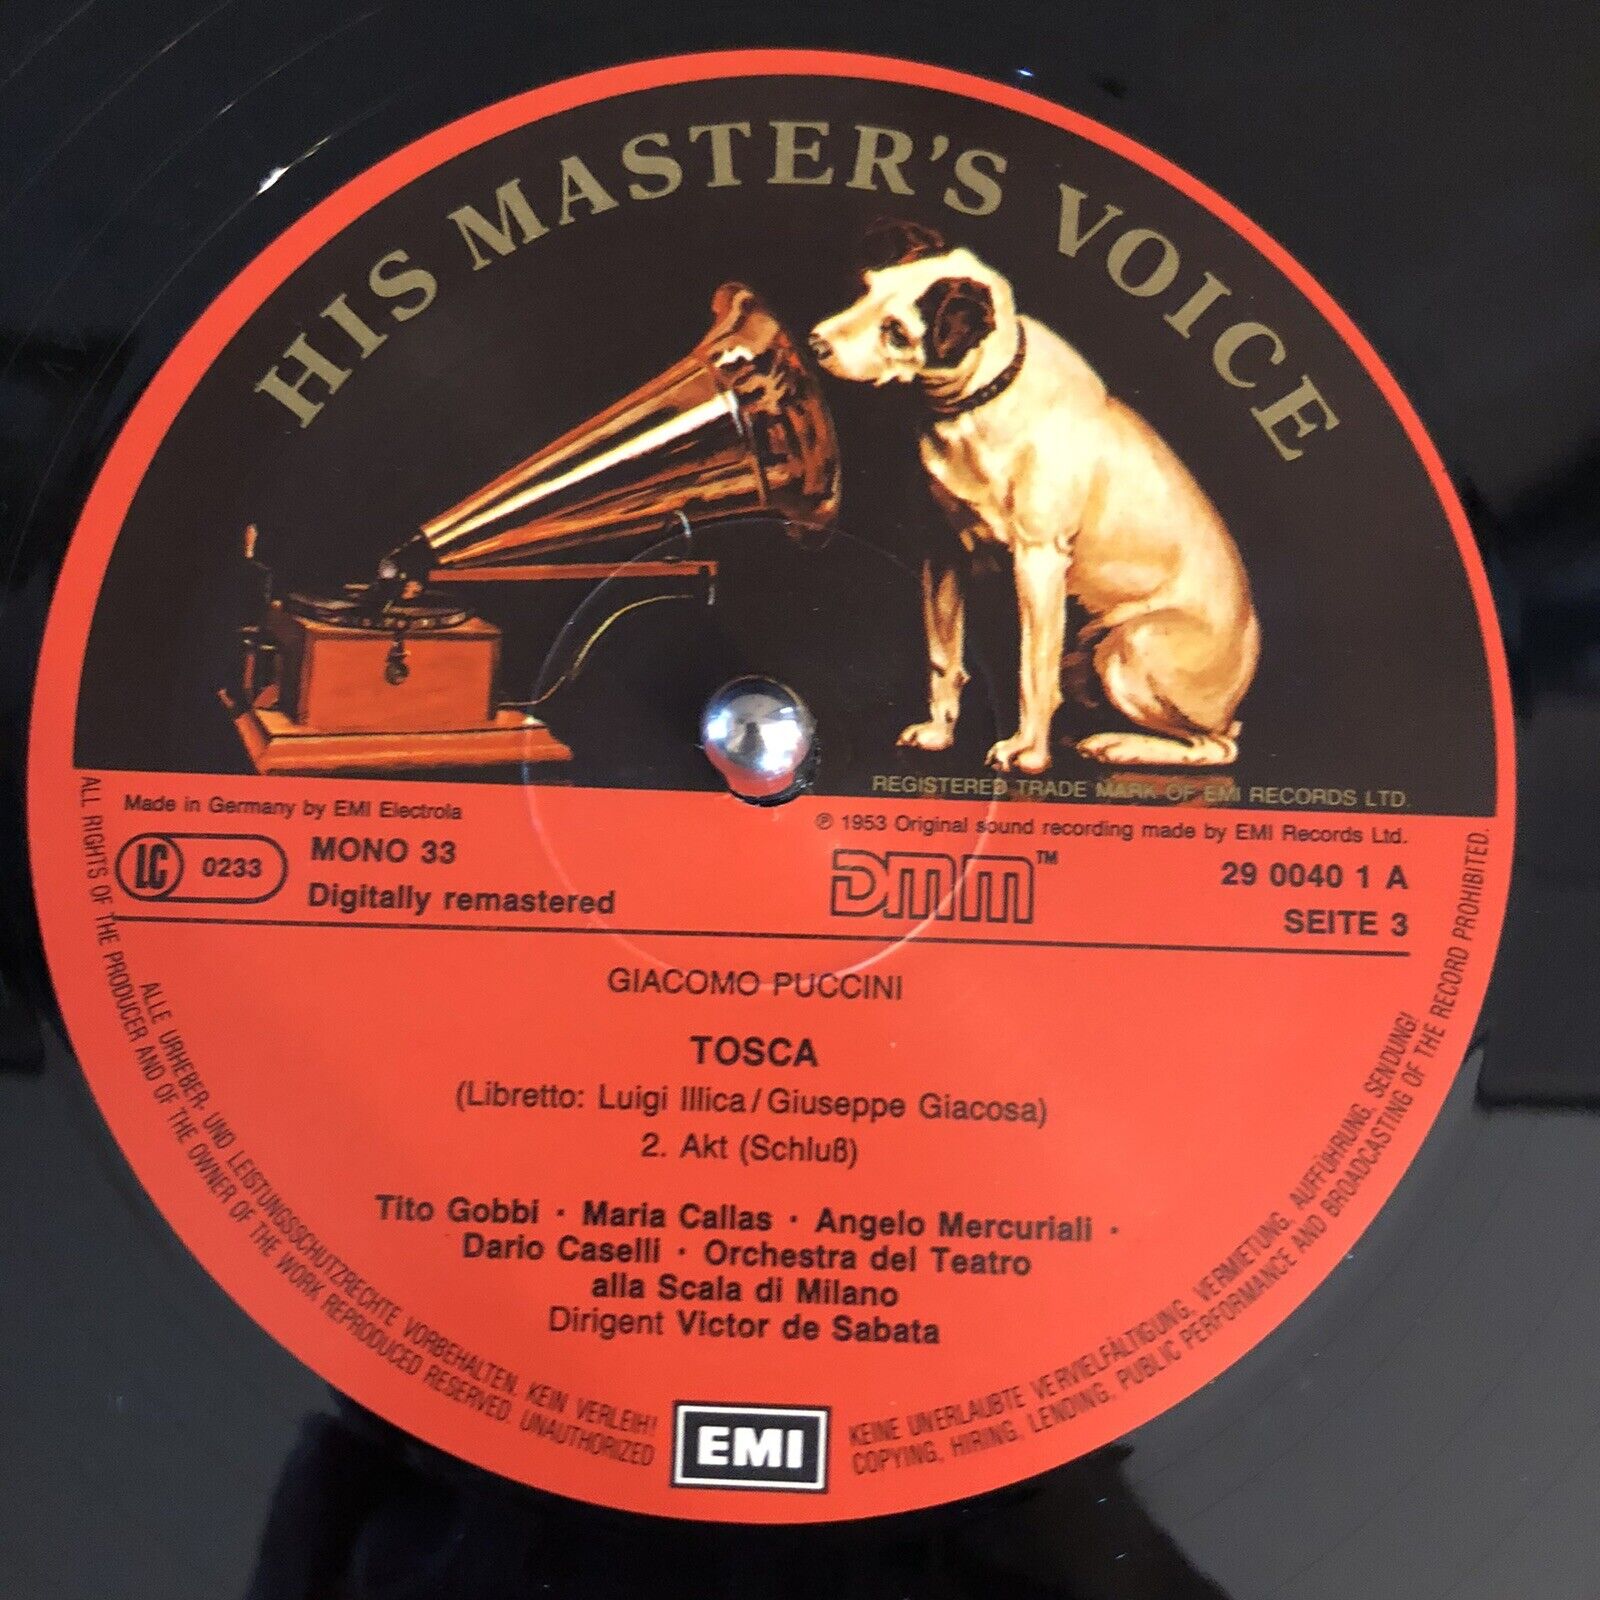 HIS MASTER'S VOICE
REGISTERED TRADE MARK OF EMI RECORDS LTD.
Made in Germany by EMI Electrola
℗ 1953 Original sound recording made by EMI Records Ltd.
LC 0233
MONO 33
Digitally remastered
DMM™
29 0040 1 A
SEITE 3
GIACOMO PUCCINI
TOSCA
(Libretto: Luigi Illica/Giuseppe Giacosa)
2. Akt (Schluß)
Tito Gobbi · Maria Callas · Angelo Mercuriali ·
Dario Caselli · Orchestra del Teatro
alla Scala di Milano
Dirigent Victor de Sabata
EMI
ALLE URHEBER- UND LEISTUNGSSCHUTZRECHTE VORBEHALTEN. KEIN VERLEIH! KEINE UNERLAUBTE VERVIELFÄLTIGUNG, VERMIETUNG, AUFFÜHRUNG, SENDUNG!
ALL RIGHTS OF THE PRODUCER AND OF THE OWNER OF THE WORK REPRODUCED RESERVED. UNAUTHORIZED COPYING, HIRING, LENDING, PUBLIC PERFORMANCE AND BROADCASTING OF THE RECORD PROHIBITED.